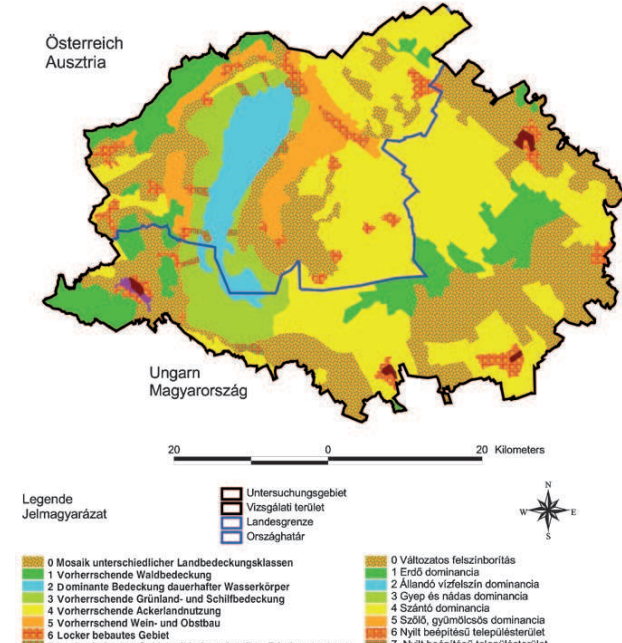 Österreich
Ausztria
Ungarn
Magyarország
20 0 20 Kilometers
Legende
Jelmagyarázat
Untersuchungsgebiet
Vizsgálati terület
Landesgrenze
Országhatár
N
W E
S
0 Mosaik unterschiedlicher Landbedeckungsklassen
1 Vorherrschende Waldbedeckung
2 Dominante Bedeckung dauerhafter Wasserkörper
3 Vorherrschende Grünland- und Schilfbedeckung
4 Vorherrschende Ackerlandnutzung
5 Vorherrschend Wein- und Obstbau
6 Locker bebautes Gebiet
0 Változatos felszínborítás
1 Erdő dominancia
2 Állandó vízfelszín dominancia
3 Gyep és nádas dominancia
4 Szántó dominancia
5 Szőlő, gyümölcsös dominancia
6 Nyílt beépítésű településterület